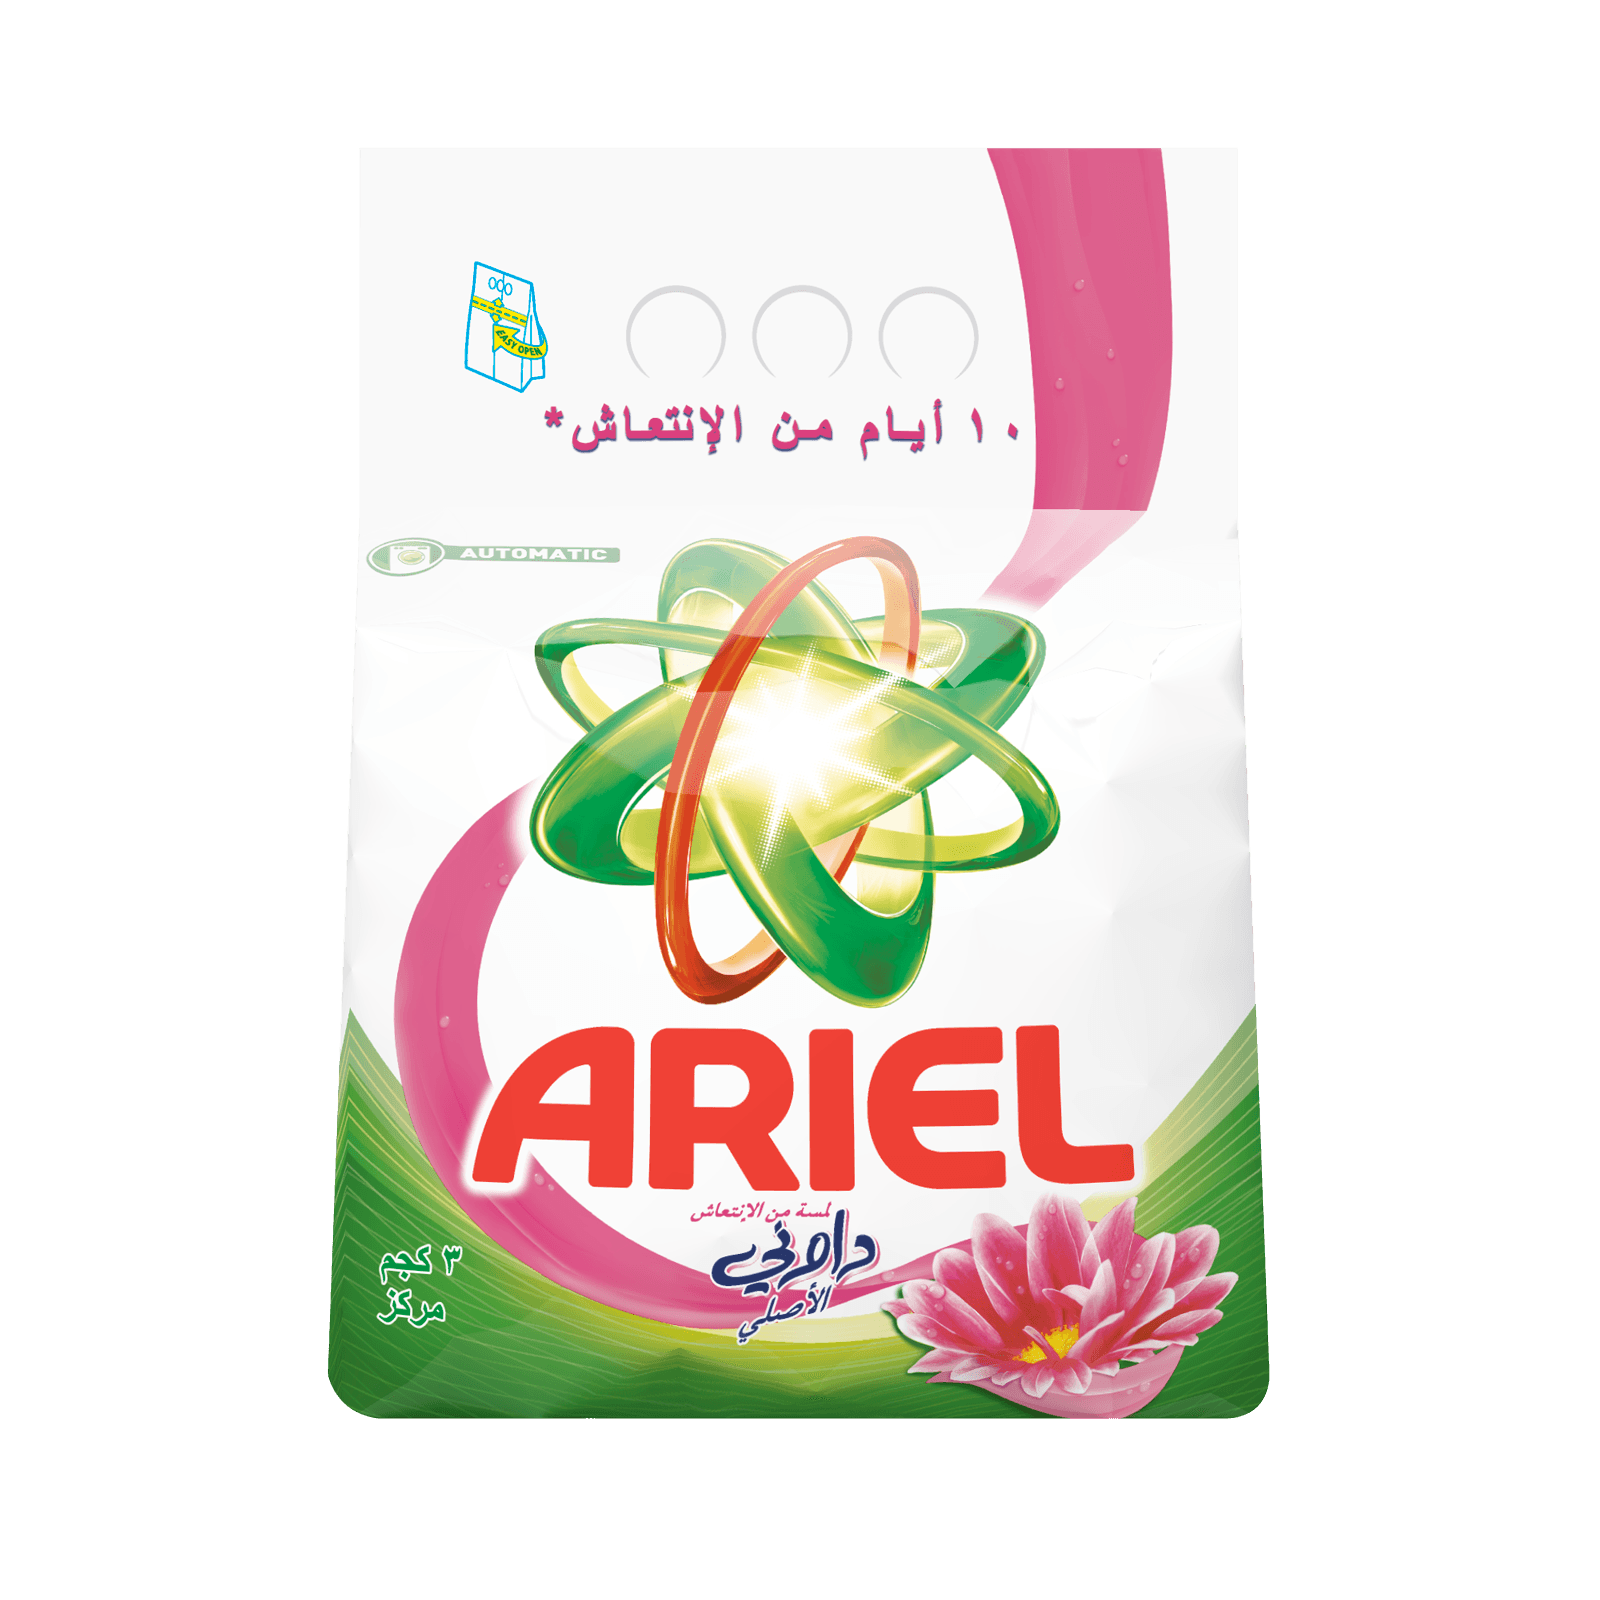 EASY OPEN
١٠ أيام من الإنتعاش*
AUTOMATIC
ARIEL
لمسة من الإنتعاش
داوني
الأصلي
٣ كجم
مركز